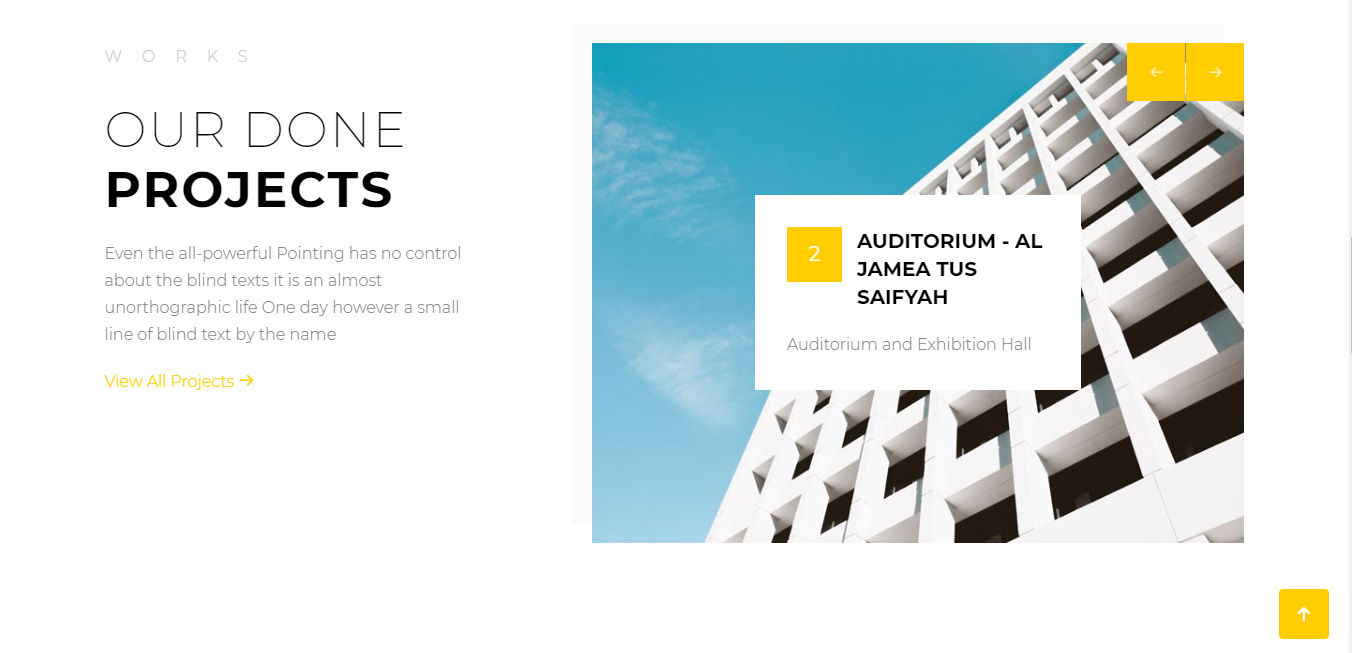 WORKS
OUR DONE
PROJECTS
Even the all-powerful Pointing has no control
about the blind texts it is an almost
unorthographic life One day however a small
line of blind text by the name
View All Projects →
2
AUDITORIUM - AL
JAMEA TUS
SAIFYAH
Auditorium and Exhibition Hall